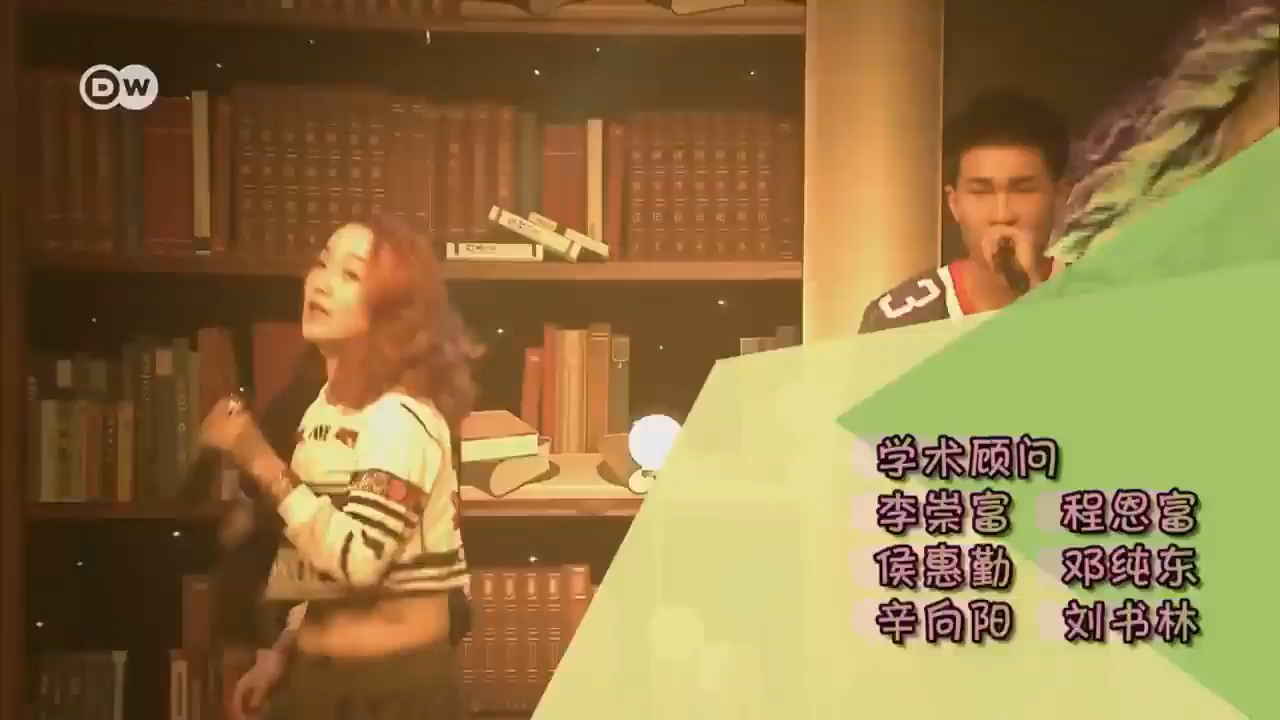 DW
3
学术顾问
李崇富 程恩富
侯惠勤 邓纯东
辛向阳 刘书林